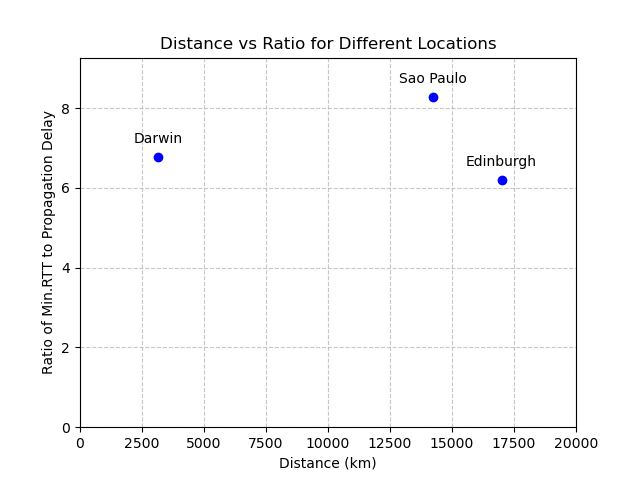 Distance vs Ratio for Different Locations
Ratio of Min.RTT to Propagation Delay
8
6
4
2
0
Sao Paulo
Darwin
Edinburgh
0 2500 5000 7500 10000 12500 15000 17500 20000
Distance (km)